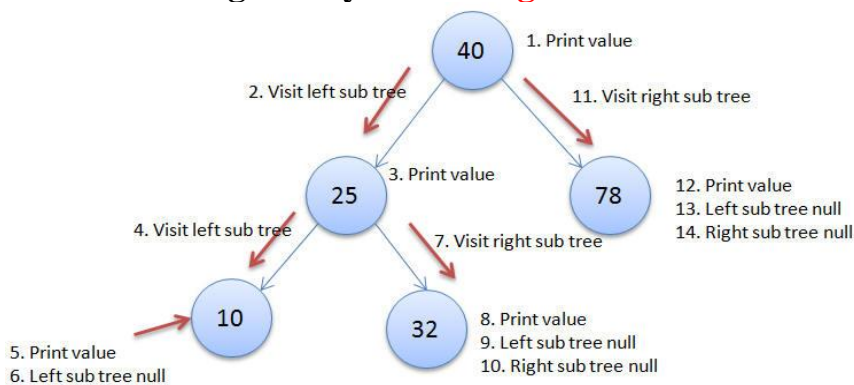 40
1. Print value
2. Visit left sub tree
11. Visit right sub tree
25
3. Print value
78
12. Print value
13. Left sub tree null
14. Right sub tree null
4. Visit left sub tree
7. Visit right sub tree
10
32
8. Print value
9. Left sub tree null
10. Right sub tree null
5. Print value
6. Left sub tree null